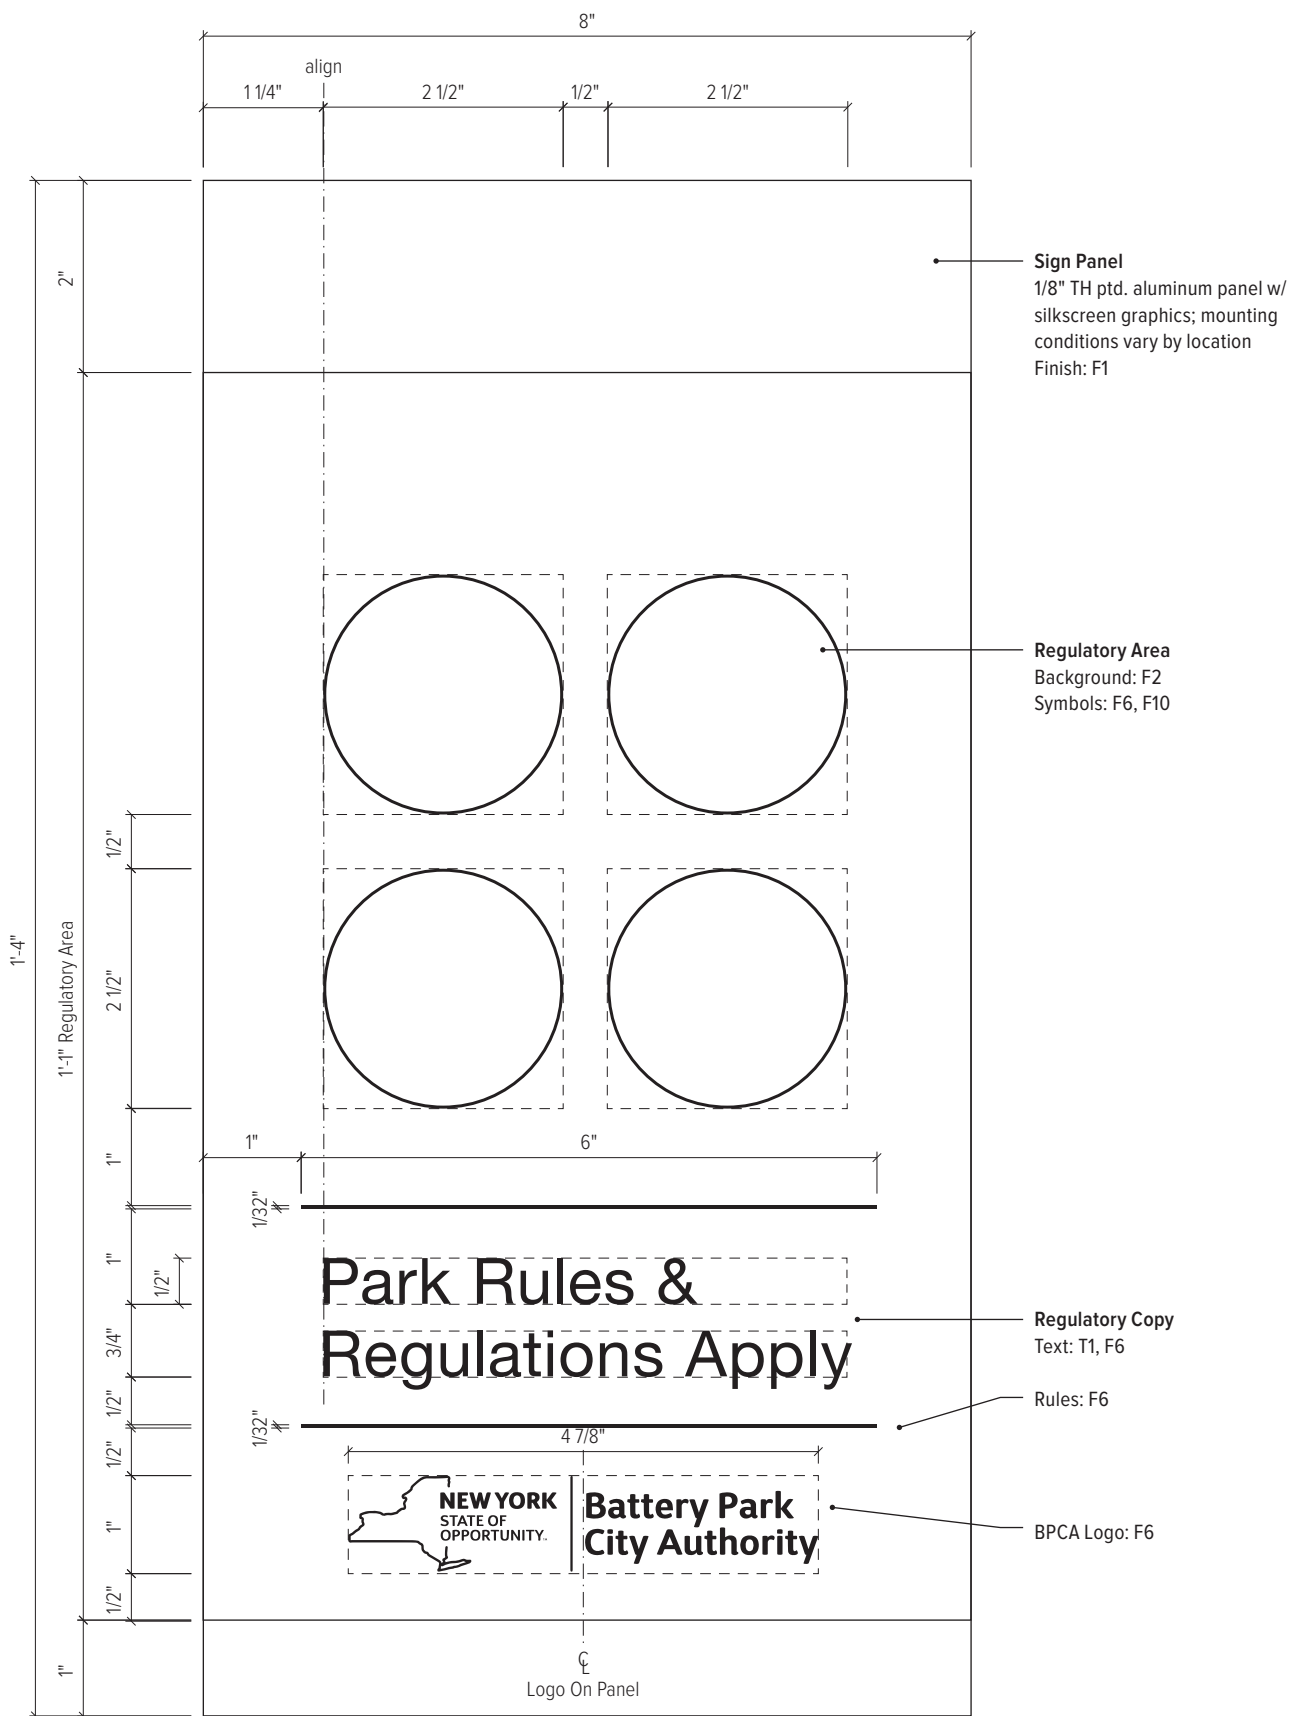 8"
align
1 1/4"
2 1/2"
1/2"
2 1/2"
2"
Sign Panel
1/8" TH ptd. aluminum panel w/
silkscreen graphics; mounting
conditions vary by location
Finish: F1
Regulatory Area
Background: F2
Symbols: F6, F10
1/2"
1'-4"
1'-1" Regulatory Area
2 1/2"
1"
1"
6"
1/32"
1"
1/2"
Park Rules &
Regulations Apply
Regulatory Copy
Text: T1, F6
3/4"
1/2"
Rules: F6
1/32"
4 7/8"
1/2"
NEW YORK
STATE OF
OPPORTUNITY™
Battery Park
City Authority
1"
BPCA Logo: F6
1/2"
1"
℄
Logo On Panel